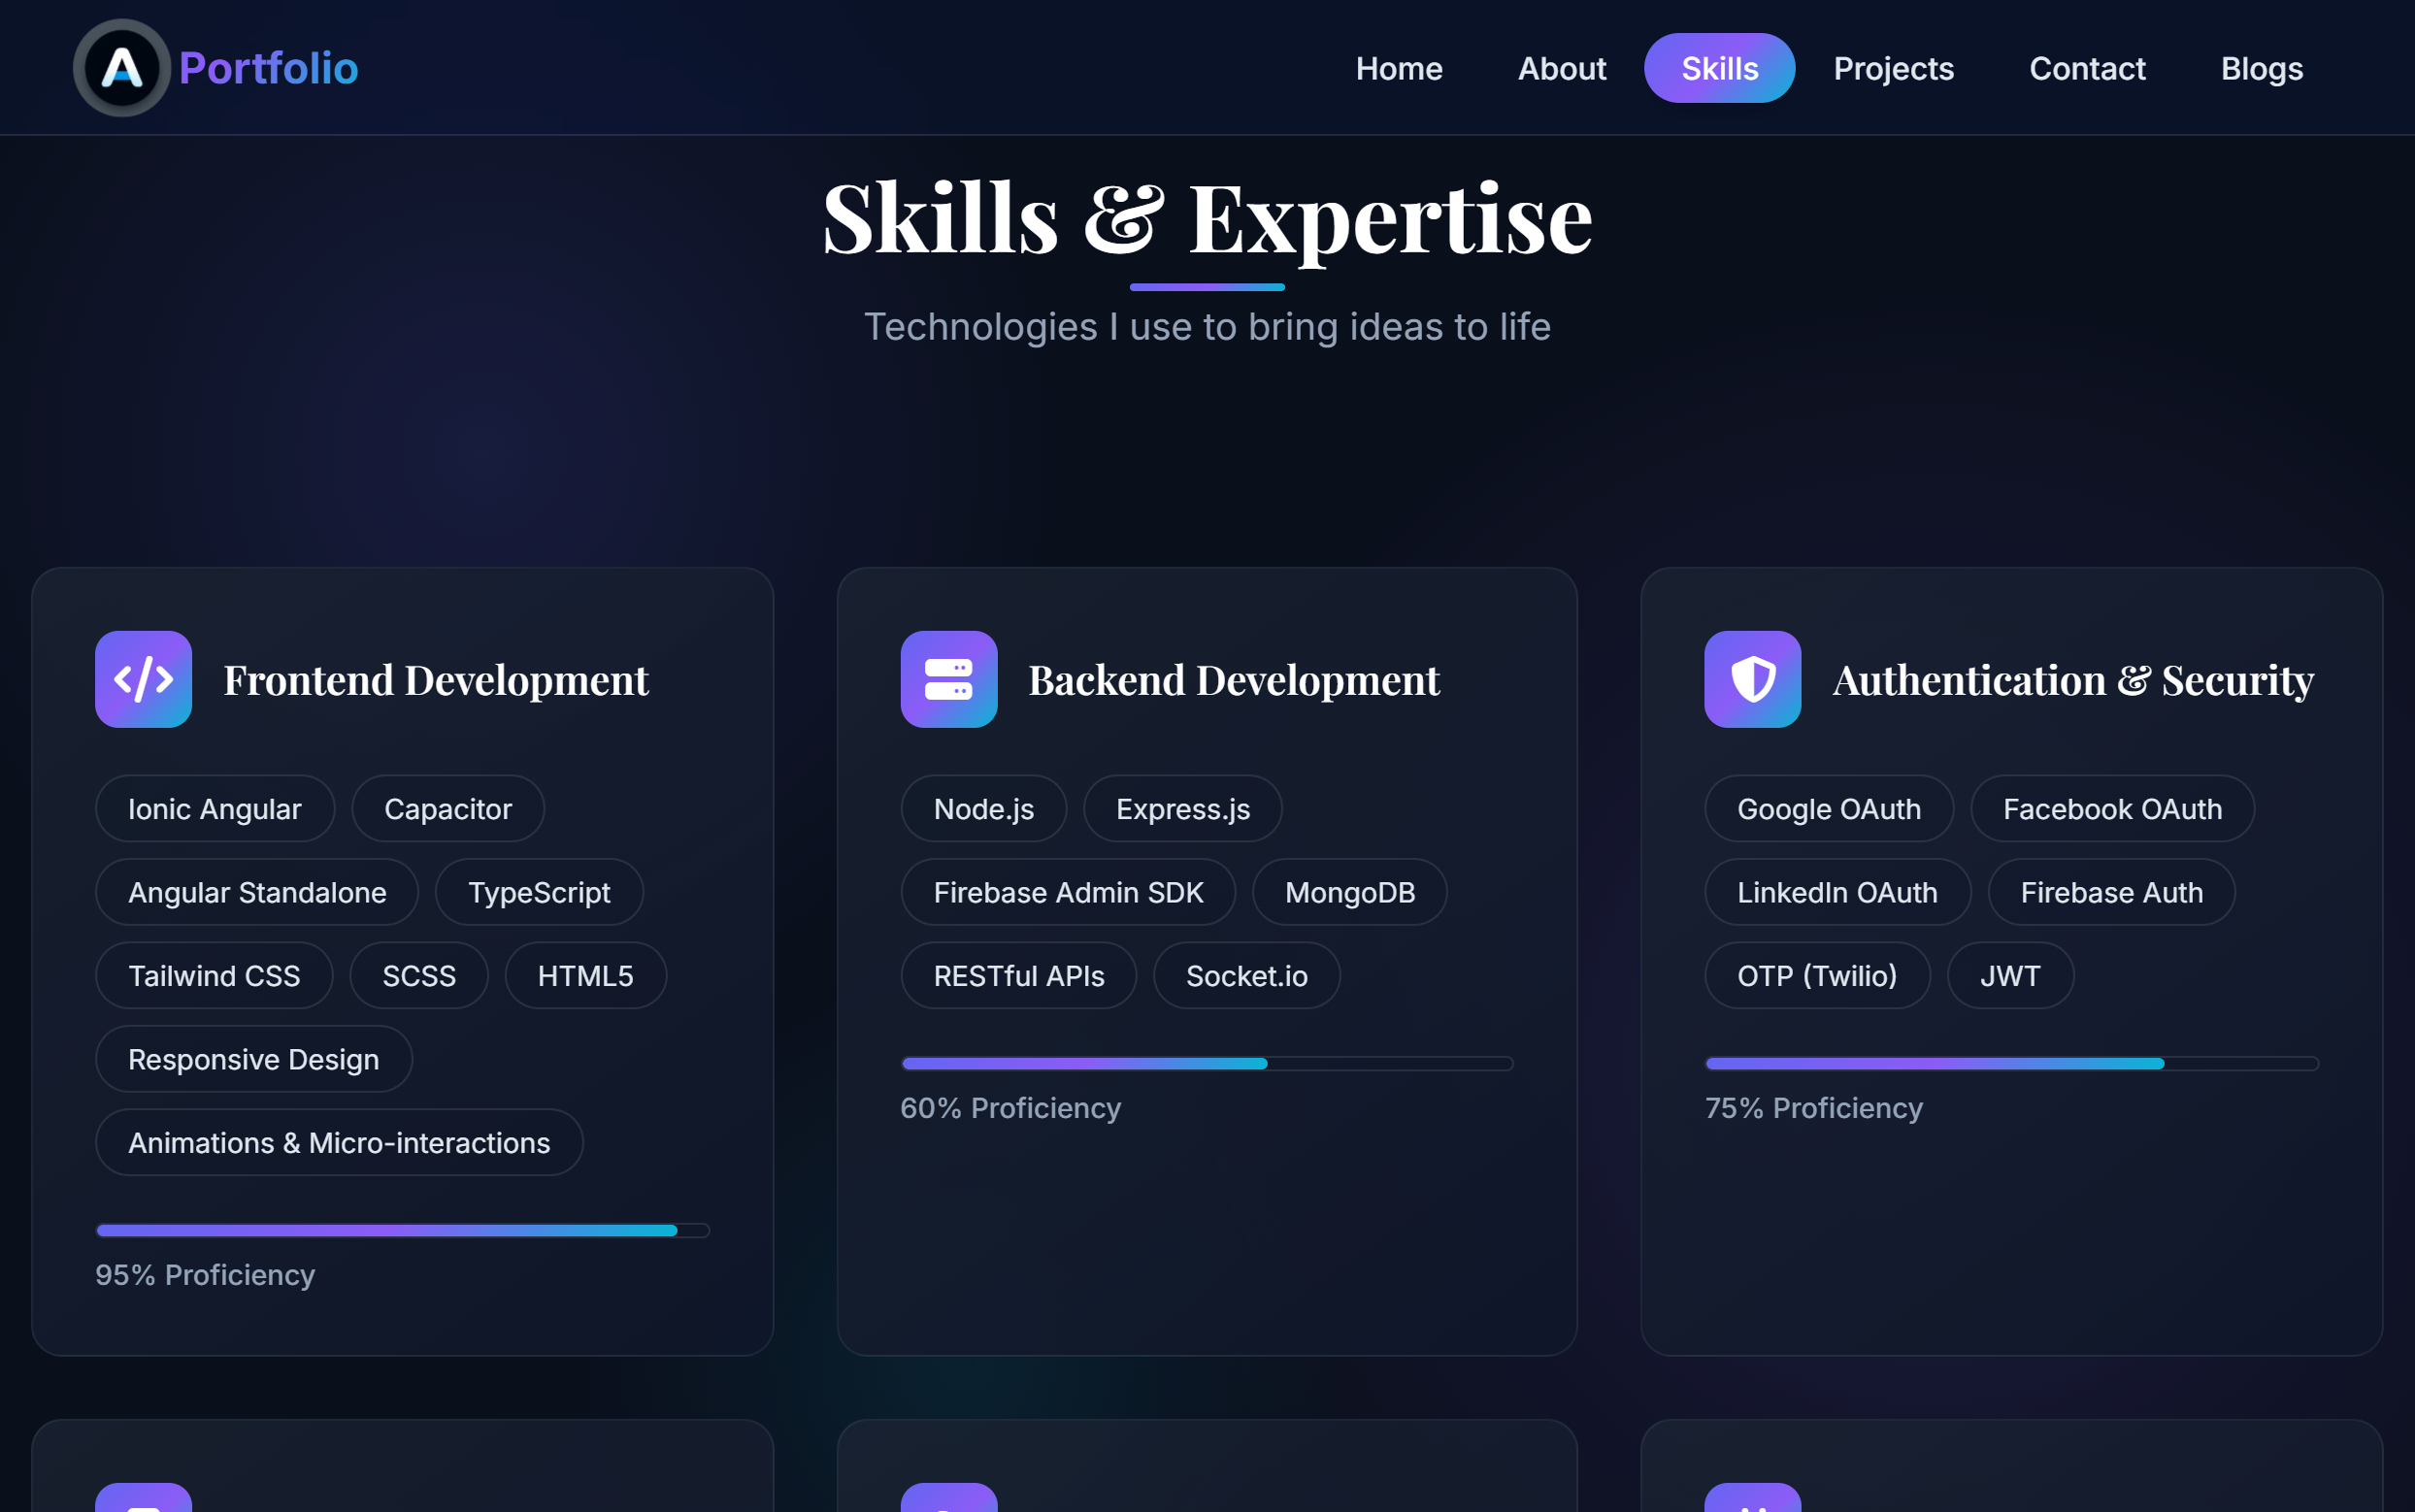 A Portfolio
Home About Skills Projects Contact Blogs
Skills & Expertise
Technologies I use to bring ideas to life
Frontend Development
Ionic Angular Capacitor
Angular Standalone TypeScript
Tailwind CSS SCSS HTML5
Responsive Design
Animations & Micro-interactions
95% Proficiency
Backend Development
Node.js Express.js
Firebase Admin SDK MongoDB
RESTful APIs Socket.io
60% Proficiency
Authentication & Security
Google OAuth Facebook OAuth
LinkedIn OAuth Firebase Auth
OTP (Twilio) JWT
75% Proficiency